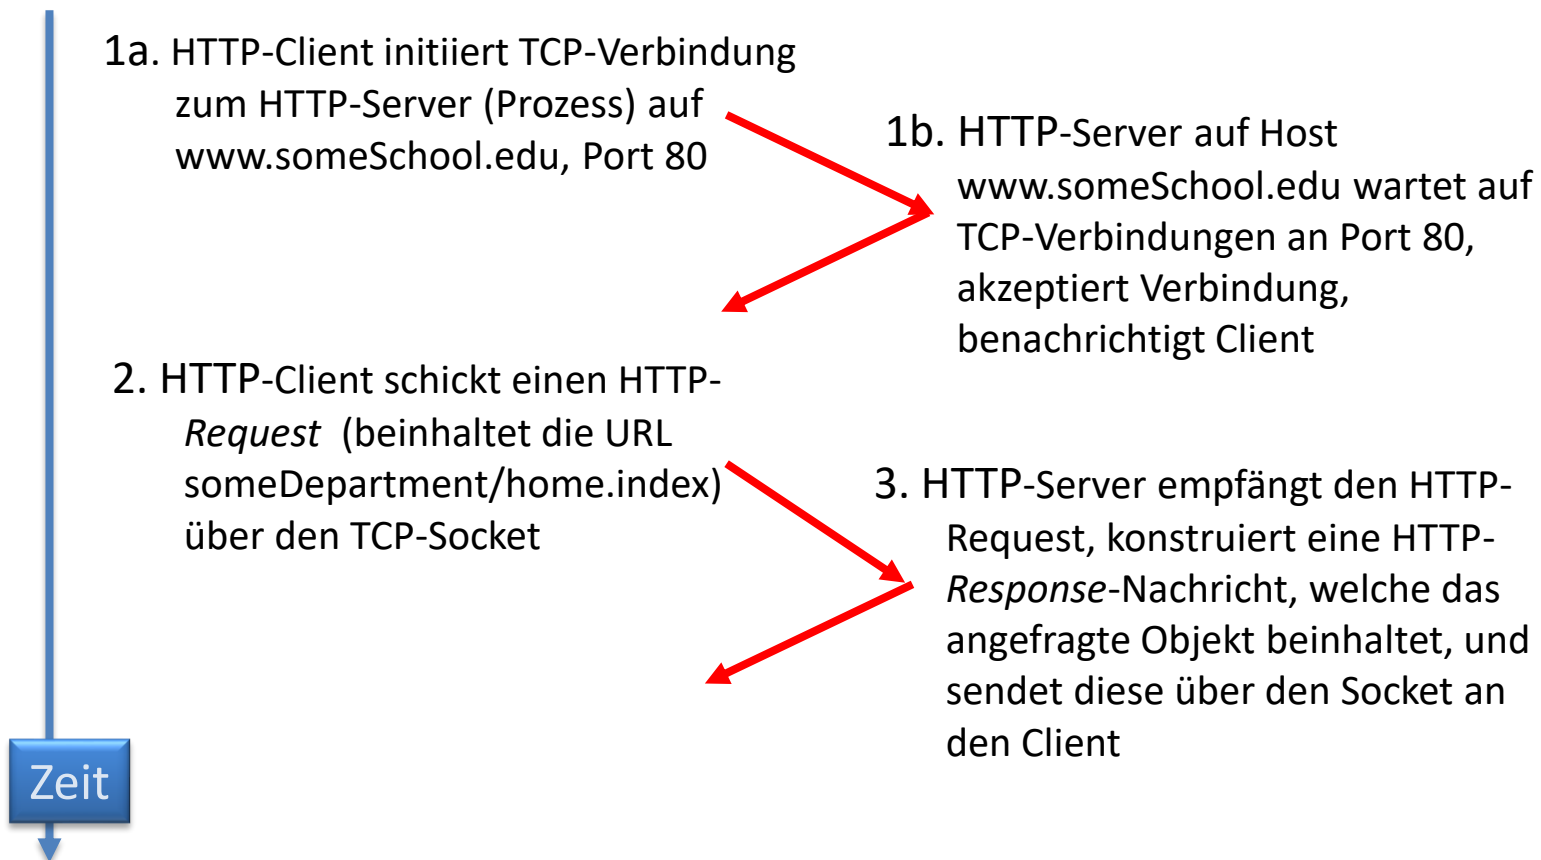 1a. HTTP-Client initiiert TCP-Verbindung
zum HTTP-Server (Prozess) auf
www.someSchool.edu, Port 80
1b. HTTP-Server auf Host
www.someSchool.edu wartet auf
TCP-Verbindungen an Port 80,
akzeptiert Verbindung,
benachrichtigt Client
2. HTTP-Client schickt einen HTTP-
Request (beinhaltet die URL
someDepartment/home.index)
über den TCP-Socket
3. HTTP-Server empfängt den HTTP-
Request, konstruiert eine HTTP-
Response-Nachricht, welche das
angefragte Objekt beinhaltet, und
sendet diese über den Socket an
den Client
Zeit